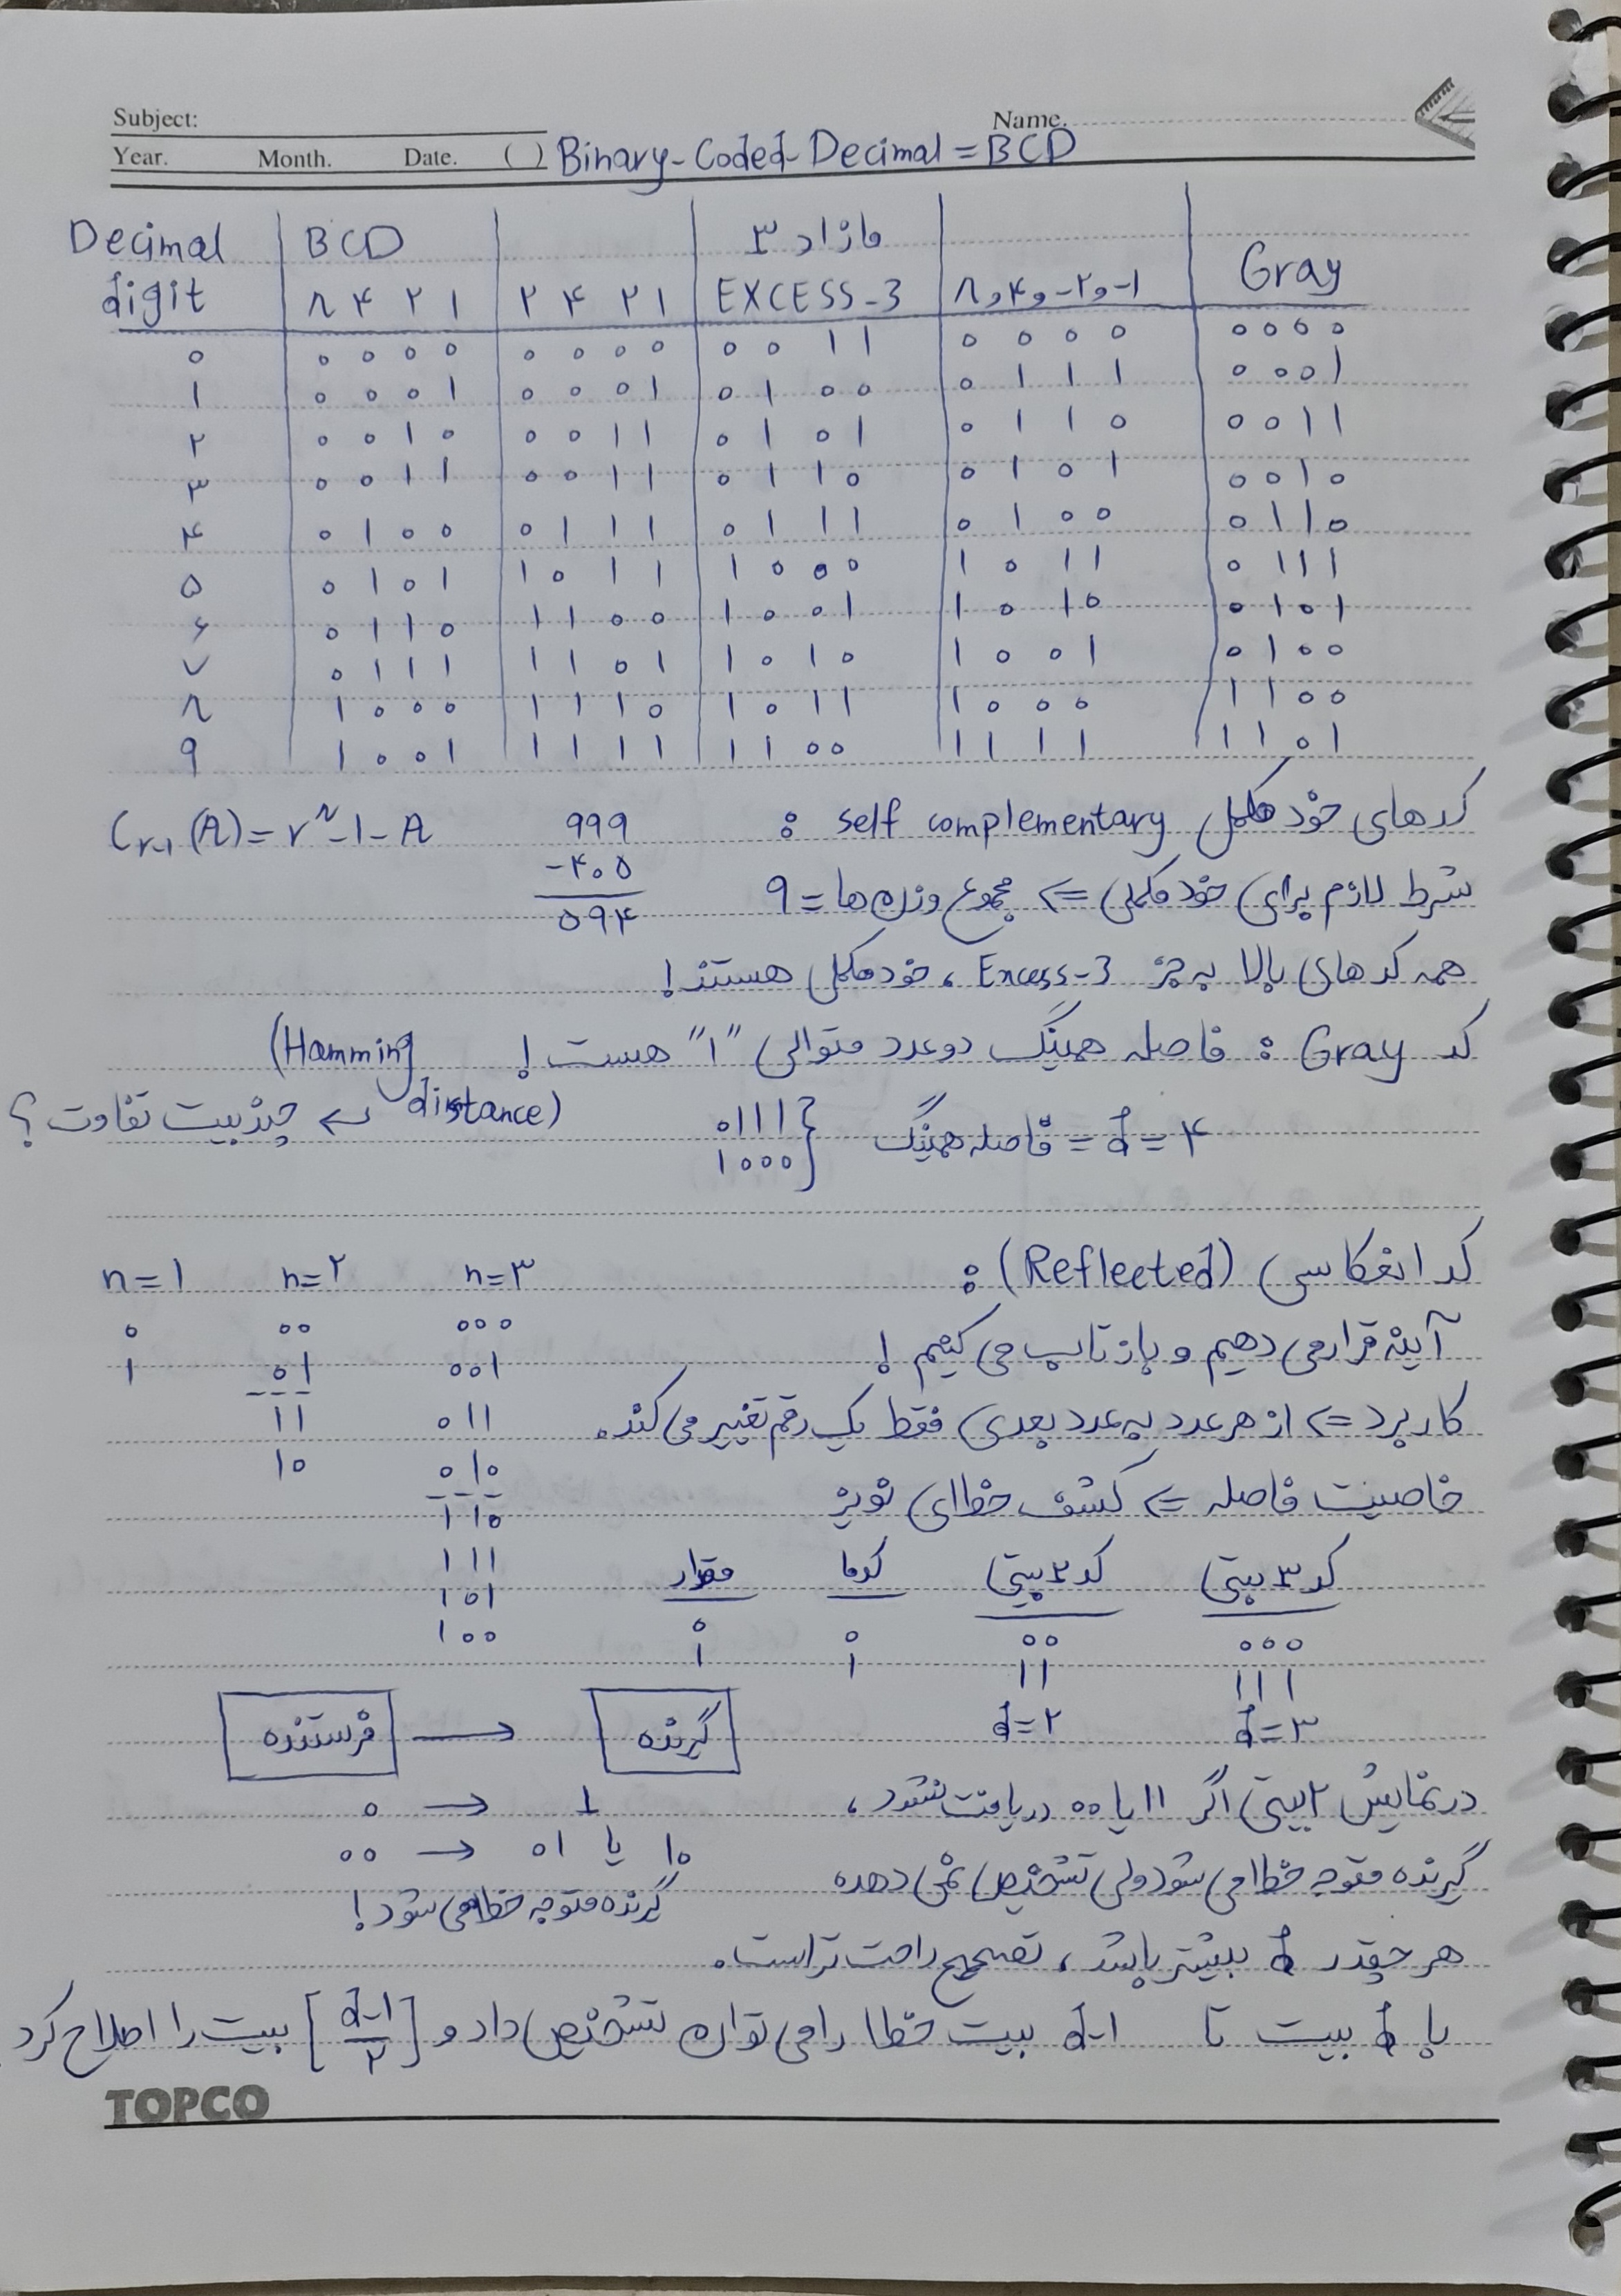 Subject:
Name.
Year. Month. Date. ( ) Binary-Coded-Decimal = BCD
Decimal digit | BCD ۸ ۴ ۲ ۱ | ۲ ۴ ۲ ۱ | مازاد ۳ EXCESS-3 | ۸,۴,-۲,-۱ | Gray
۰ | ۰ ۰ ۰ ۰ | ۰ ۰ ۰ ۰ | ۰ ۰ ۱ ۱ | ۰ ۰ ۰ ۰ | ۰ ۰ ۰ ۰
۱ | ۰ ۰ ۰ ۱ | ۰ ۰ ۰ ۱ | ۰ ۱ ۰ ۰ | ۰ ۱ ۱ ۱ | ۰ ۰ ۰ ۱
۲ | ۰ ۰ ۱ ۰ | ۰ ۰ ۱ ۱ | ۰ ۱ ۰ ۱ | ۰ ۱ ۱ ۰ | ۰ ۰ ۱ ۱
۳ | ۰ ۰ ۱ ۱ | ۰ ۰ ۱ ۱ | ۰ ۱ ۱ ۰ | ۰ ۱ ۰ ۱ | ۰ ۰ ۱ ۰
۴ | ۰ ۱ ۰ ۰ | ۰ ۱ ۱ ۱ | ۰ ۱ ۱ ۱ | ۰ ۱ ۰ ۰ | ۰ ۱ ۱ ۰
۵ | ۰ ۱ ۰ ۱ | ۱ ۰ ۱ ۱ | ۱ ۰ ۰ ۰ | ۱ ۰ ۱ ۱ | ۰ ۱ ۱ ۱
۶ | ۰ ۱ ۱ ۰ | ۱ ۱ ۰ ۰ | ۱ ۰ ۰ ۱ | ۱ ۰ ۱ ۰ | ۰ ۱ ۰ ۱
۷ | ۰ ۱ ۱ ۱ | ۱ ۱ ۰ ۱ | ۱ ۰ ۱ ۰ | ۱ ۰ ۰ ۱ | ۰ ۱ ۰ ۰
۸ | ۱ ۰ ۰ ۰ | ۱ ۱ ۱ ۰ | ۱ ۰ ۱ ۱ | ۱ ۰ ۰ ۰ | ۱ ۱ ۰ ۰
۹ | ۱ ۰ ۰ ۱ | ۱ ۱ ۱ ۱ | ۱ ۱ ۰ ۰ | ۱ ۱ ۱ ۱ | ۱ ۱ ۰ ۱
کدهای خود مکمل self complementary :
C r-1 (A) = r^n - 1 - A
۹۹۹
-۴۰۵
۵۹۴
شرط لازم برای خود مکملی => مجموع وزن ها = ۹
همه کد های بالا به جز Excess-3 ، خود مکملی هستند !
کد Gray : فاصله همینگ دو عدد متوالی "۱" هست ! (Hamming
distance) ↵ چند بیت تفاوت ؟
۰۱۱۱
۱۰۰۰ } فاصله همینگ = d = ۴
کد انعکاسی (Reflected) :
آینه قرار می دهیم و بازتاب می کنیم !
کاربرد => از هر عدد به عدد بعدی فقط یک رقم تغییر می کند.
خاصیت فاصله => کشف خطای نویز
n=۱ n=۲ n=۳
۰ ۰۰ ۰۰۰
۱ ۰۱ ۰۰۱
۱۱ ۰۱۱
۱۰ ۰۱۰
۱۱۰
۱۱۱
۱۰۱
۱۰۰
مقدار کدها کد ۲ بیتی کد ۳ بیتی
۰ ۰ ۰۰ ۰۰۰
۱ ۱ ۱۱ ۱۱۱
d=۲ d=۳
فرستنده → گیرنده
۰ → ۱
۰۰ → ۰۱ یا ۱۰
گیرنده متوجه خطا می شود !
در نمایش ۲ بیتی اگر ۱۱ یا ۰۰ دریافت نشود ،
گیرنده متوجه خطا می شود ولی تشخیص نمی دهد.
هر چقدر d بیشتر باشد ، تصحیح راحت تر است.
با d بیت تا d-۱ بیت خطا را می توان تشخیص داد و [d-۱/۲] بیت را اصلاح کرد
TOPCO